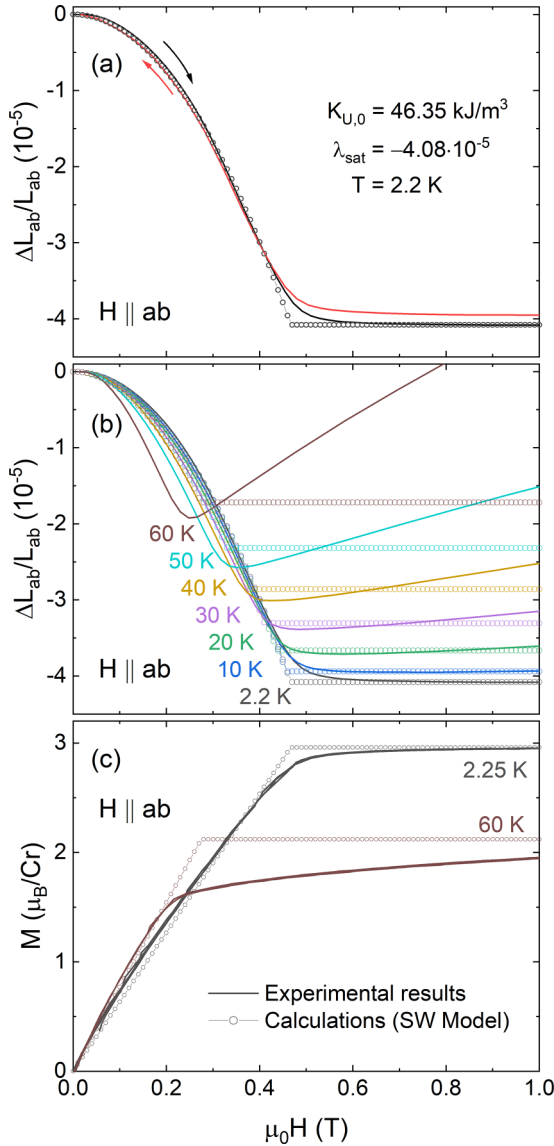 0
-1
-2
-3
-4
ΔL_ab/L_ab (10^-5)
(a)
K_U,0 = 46.35 kJ/m^3
λ_sat = −4.08·10^-5
T = 2.2 K
H || ab
0
-1
-2
-3
-4
ΔL_ab/L_ab (10^-5)
(b)
60 K
50 K
40 K
30 K
20 K
10 K
2.2 K
H || ab
3
2
1
0
M (μ_B/Cr)
(c)
H || ab
2.25 K
60 K
Experimental results
Calculations (SW Model)
0.0 0.2 0.4 0.6 0.8 1.0
μ_0H (T)